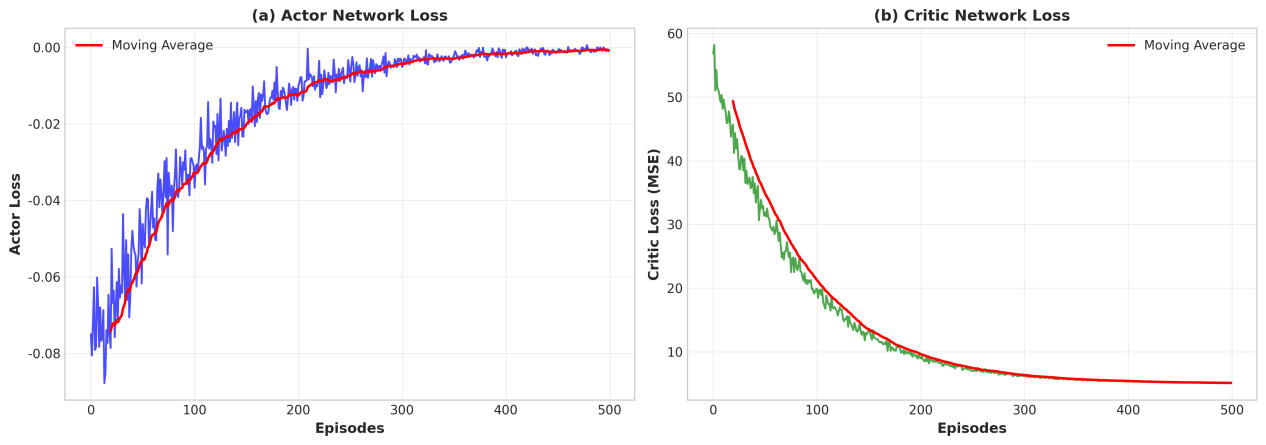 (a) Actor Network Loss
Moving Average
0.00
-0.02
-0.04
-0.06
-0.08
Actor Loss
0 100 200 300 400 500
Episodes
(b) Critic Network Loss
Moving Average
60
50
40
30
20
10
Critic Loss (MSE)
0 100 200 300 400 500
Episodes